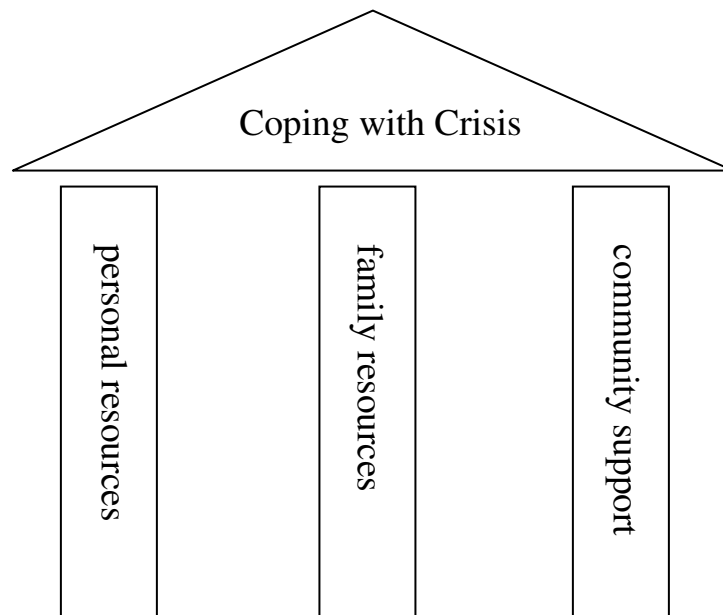 Coping with Crisis
personal resources
family resources
community support